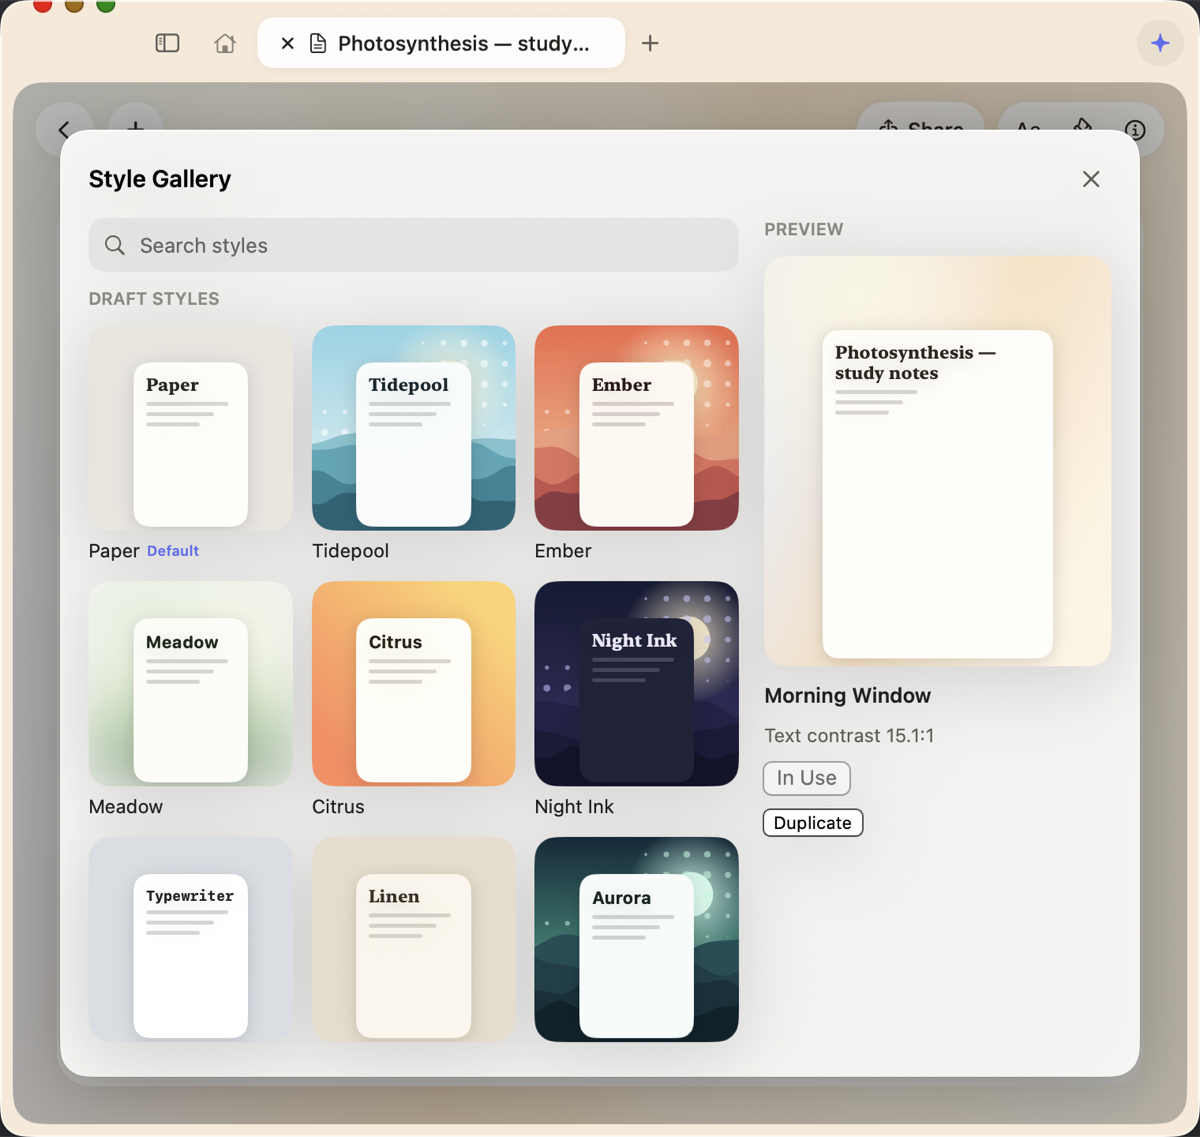 Photosynthesis — study...
Share
Aa
Style Gallery
Search styles
DRAFT STYLES
Paper
Tidepool
Ember
Paper Default
Tidepool
Ember
Meadow
Citrus
Night Ink
Meadow
Citrus
Night Ink
Typewriter
Linen
Aurora
PREVIEW
Photosynthesis —
study notes
Morning Window
Text contrast 15.1:1
In Use
Duplicate